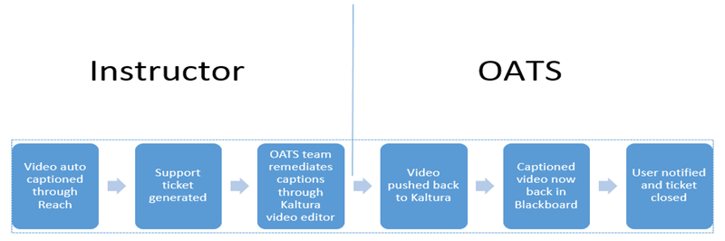 Instructor
OATS
Video auto
captioned
through
Reach
Support
ticket
generated
OATS team
remediates
captions
through
Kaltura
video editor
Video
pushed back
to Kaltura
Captioned
video now
back in
Blackboard
User notified
and ticket
closed